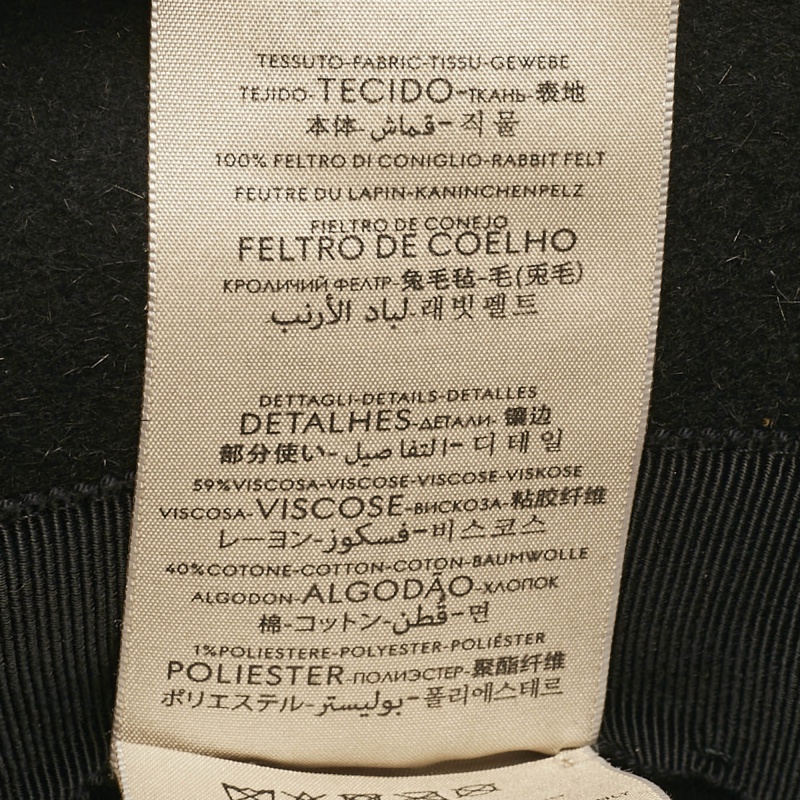 TESSUTO-FABRIC-TISSU-GEWEBE
TEJIDO-TECIDO-ТКАНЬ-表地
本体-قماش-직물
100% FELTRO DI CONIGLIO-RABBIT FELT
FEUTRE DU LAPIN-KANINCHENPELZ
FIELTRO DE CONEJO
FELTRO DE COELHO
КРОЛИЧИЙ ФЕЛТР-兔毛毡-毛(兎毛)
لباد الأرنب-래빗펠트
DETTAGLI-DETAILS-DETALLES
DETALHES-ДЕТАЛИ-镶边
部分使い-التفاصيل-디테일
59%VISCOSA-VISCOSE-VISCOSE-VISKOSE
VISCOSA-VISCOSE-ВИСКОЗА-粘胶纤维
レーヨン-فسكوز-비스코스
40%COTONE-COTTON-COTON-BAUMWOLLE
ALGODON-ALGODÃO-ХЛОПОК
棉-コットン-قطن-면
1%POLIESTERE-POLYESTER-POLIÉSTER
POLIESTER-ПОЛИЭСТЕР-聚酯纤维
ポリエステル-بوليستر-폴리에스테르